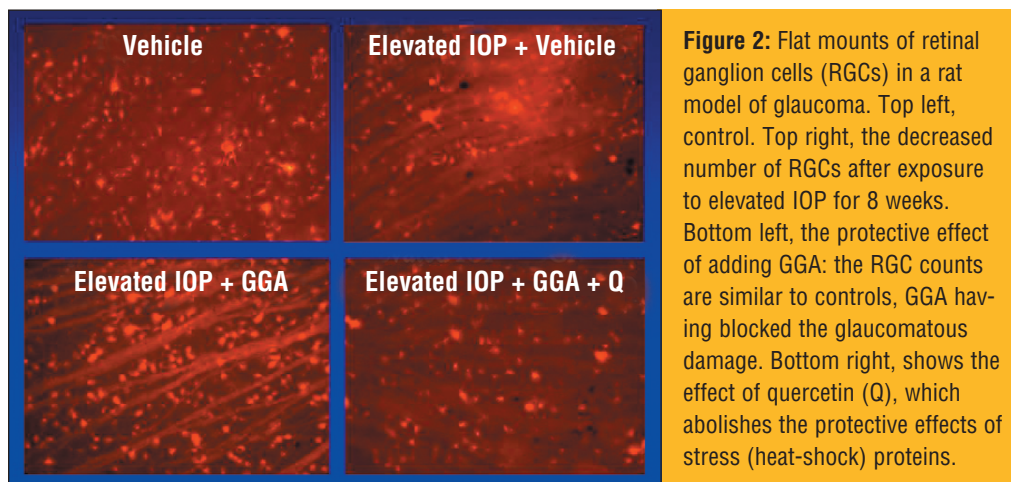 Vehicle
Elevated IOP + Vehicle
Elevated IOP + GGA
Elevated IOP + GGA + Q
Figure 2: Flat mounts of retinal
ganglion cells (RGCs) in a rat
model of glaucoma. Top left,
control. Top right, the decreased
number of RGCs after exposure
to elevated IOP for 8 weeks.
Bottom left, the protective effect
of adding GGA: the RGC counts
are similar to controls, GGA hav-
ing blocked the glaucomatous
damage. Bottom right, shows the
effect of quercetin (Q), which
abolishes the protective effects of
stress (heat-shock) proteins.